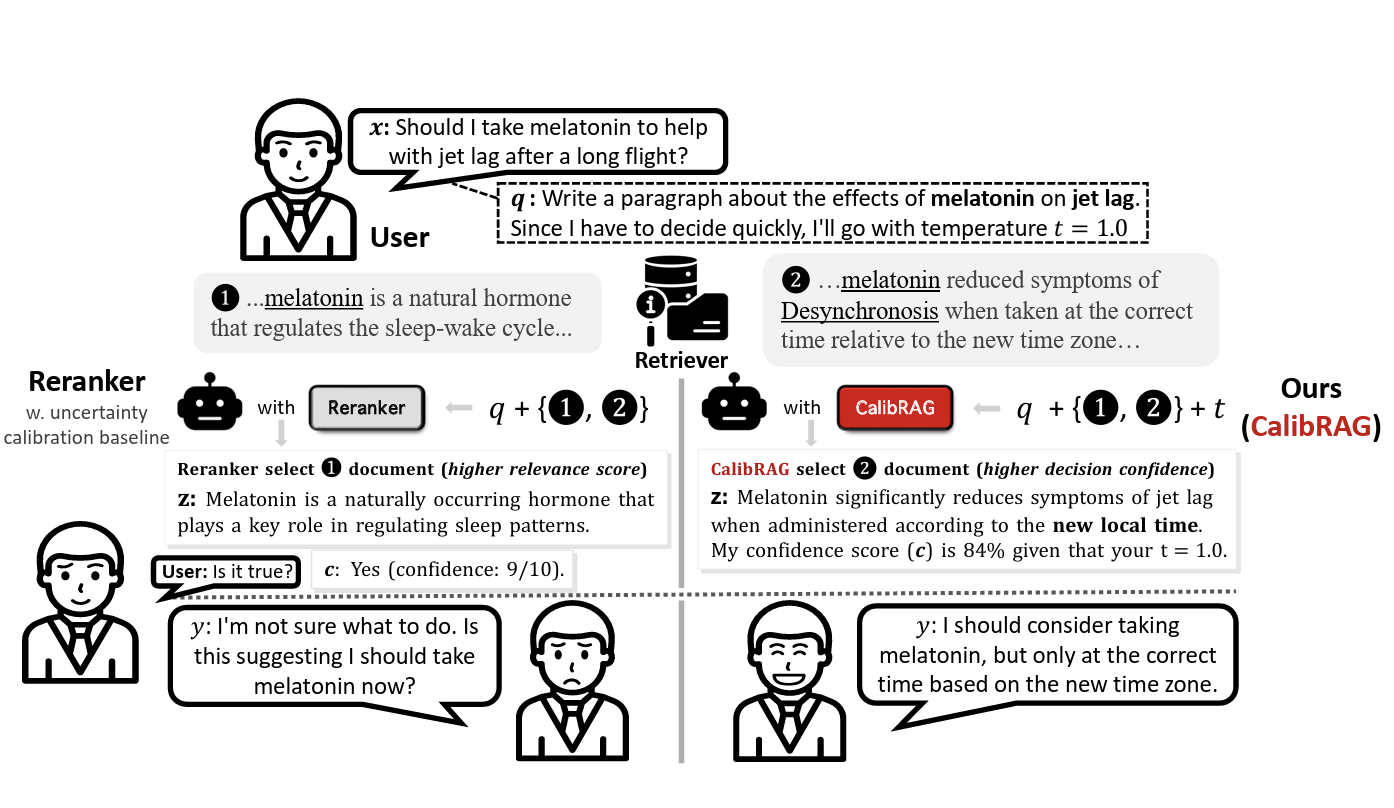 x: Should I take melatonin to help
with jet lag after a long flight?
User
q : Write a paragraph about the effects of melatonin on jet lag.
Since I have to decide quickly, I'll go with temperature t = 1.0
❶ ...melatonin is a natural hormone
that regulates the sleep-wake cycle...
Retriever
❷ …melatonin reduced symptoms of
Desynchronosis when taken at the correct
time relative to the new time zone…
Reranker
w. uncertainty
calibration baseline
with
Reranker
q + {❶, ❷}
with
CalibRAG
q + {❶, ❷} + t
Ours
(CalibRAG)
Reranker select ❶ document (higher relevance score)
z: Melatonin is a naturally occurring hormone that
plays a key role in regulating sleep patterns.
CalibRAG select ❷ document (higher decision confidence)
z: Melatonin significantly reduces symptoms of jet lag
when administered according to the new local time.
My confidence score (c) is 84% given that your t = 1.0.
User: Is it true?
c: Yes (confidence: 9/10).
y: I'm not sure what to do. Is
this suggesting I should take
melatonin now?
y: I should consider taking
melatonin, but only at the correct
time based on the new time zone.